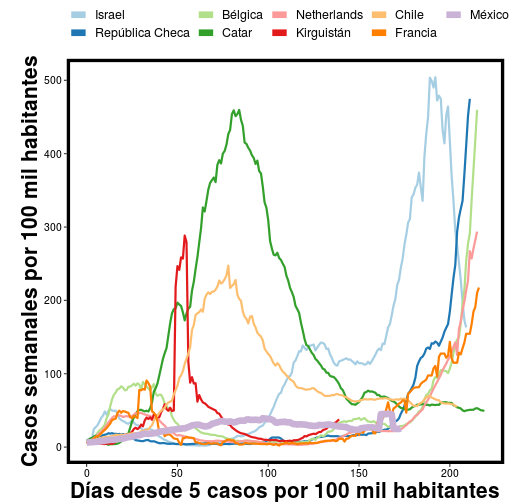 Israel Bélgica Netherlands Chile México
República Checa Catar Kirguistán Francia
Casos semanales por 100 mil habitantes
500
400
300
200
100
0
0 50 100 150 200
Días desde 5 casos por 100 mil habitantes